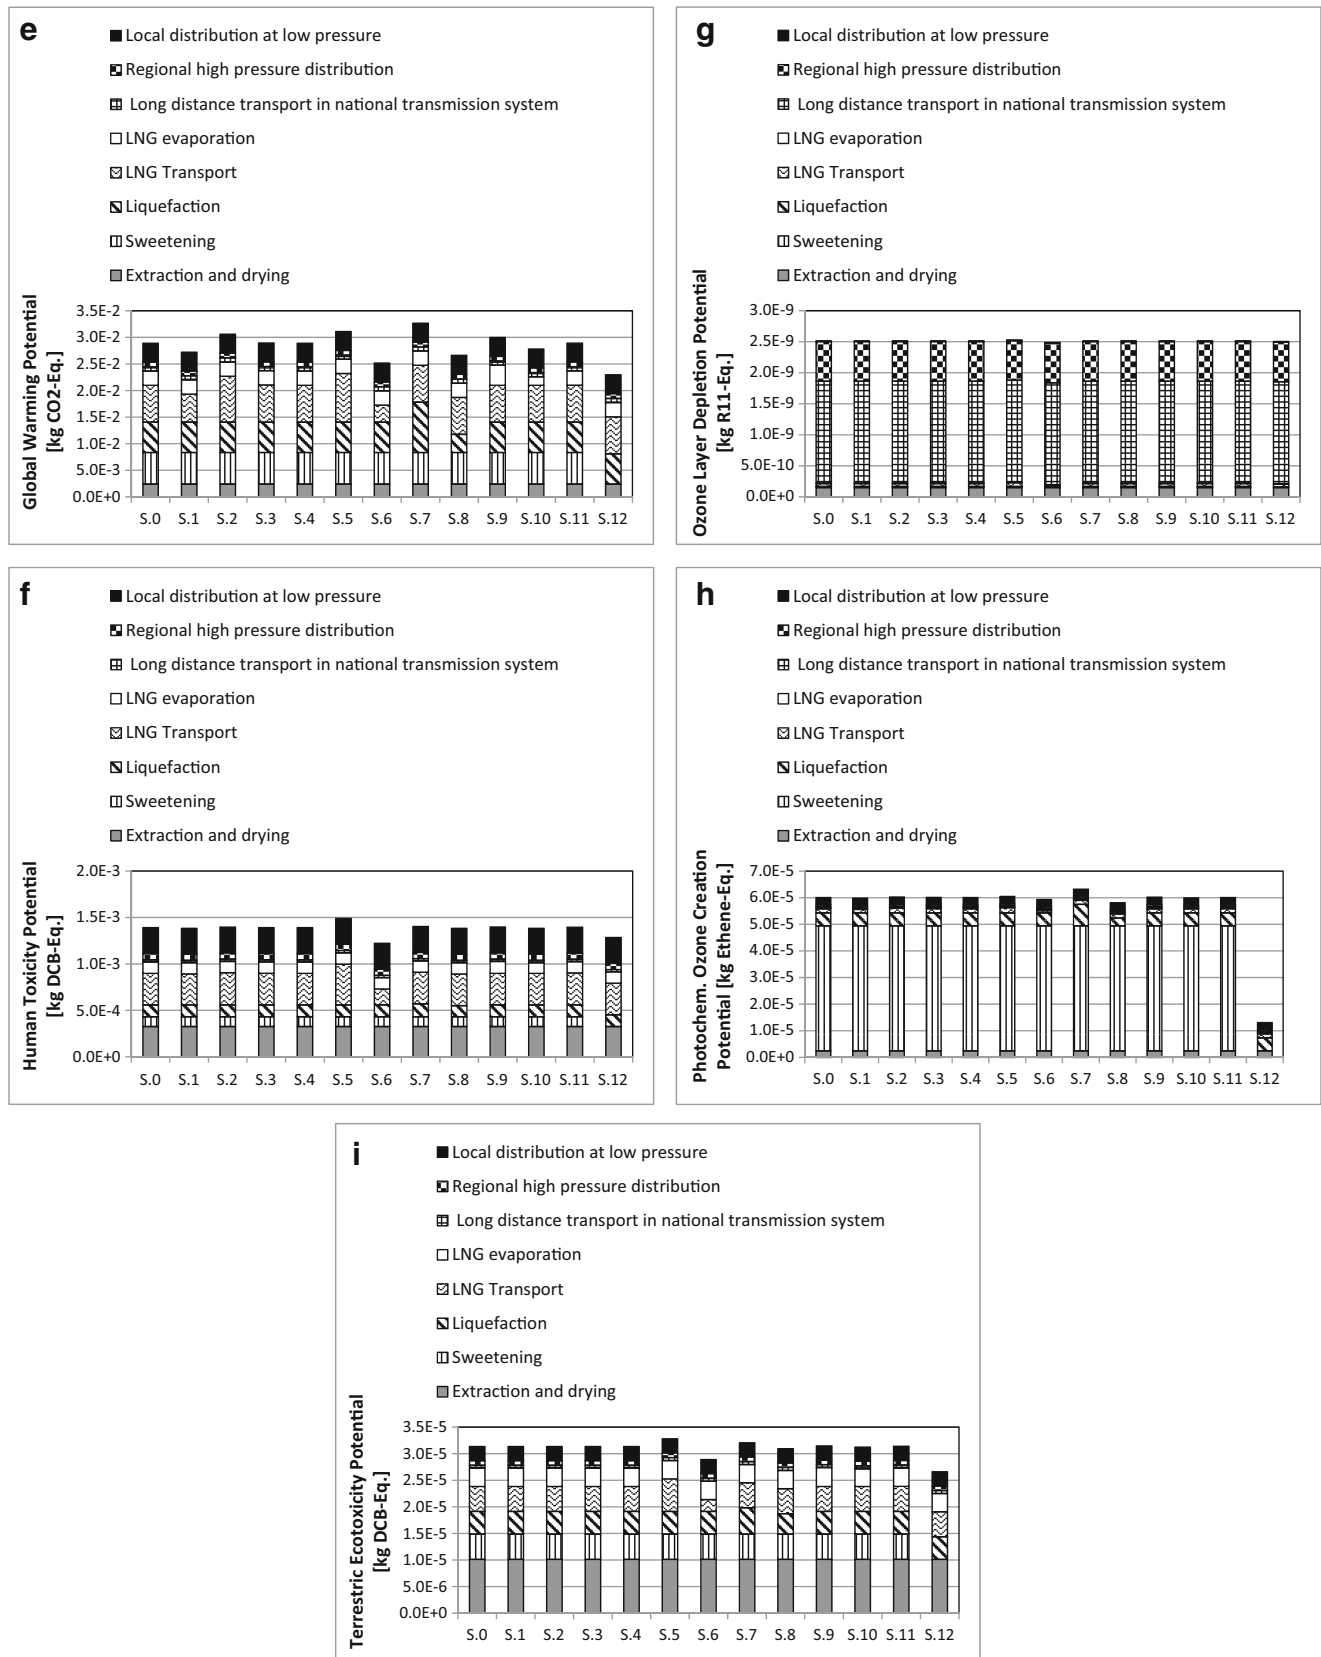 e
Local distribution at low pressure
Regional high pressure distribution
Long distance transport in national transmission system
LNG evaporation
LNG Transport
Liquefaction
Sweetening
Extraction and drying
Global Warming Potential
[kg CO2-Eq.]
3.5E-2
3.0E-2
2.5E-2
2.0E-2
1.5E-2
1.0E-2
5.0E-3
0.0E+0
S.0 S.1 S.2 S.3 S.4 S.5 S.6 S.7 S.8 S.9 S.10 S.11 S.12
g
Local distribution at low pressure
Regional high pressure distribution
Long distance transport in national transmission system
LNG evaporation
LNG Transport
Liquefaction
Sweetening
Extraction and drying
Ozone Layer Depletion Potential
[kg R11-Eq.]
3.0E-9
2.5E-9
2.0E-9
1.5E-9
1.0E-9
5.0E-10
0.0E+0
S.0 S.1 S.2 S.3 S.4 S.5 S.6 S.7 S.8 S.9 S.10 S.11 S.12
f
Local distribution at low pressure
Regional high pressure distribution
Long distance transport in national transmission system
LNG evaporation
LNG Transport
Liquefaction
Sweetening
Extraction and drying
Human Toxicity Potential
[kg DCB-Eq.]
2.0E-3
1.5E-3
1.0E-3
5.0E-4
0.0E+0
S.0 S.1 S.2 S.3 S.4 S.5 S.6 S.7 S.8 S.9 S.10 S.11 S.12
h
Local distribution at low pressure
Regional high pressure distribution
Long distance transport in national transmission system
LNG evaporation
LNG Transport
Liquefaction
Sweetening
Extraction and drying
Photochem. Ozone Creation
Potential [kg Ethene-Eq.]
7.0E-5
6.0E-5
5.0E-5
4.0E-5
3.0E-5
2.0E-5
1.0E-5
0.0E+0
S.0 S.1 S.2 S.3 S.4 S.5 S.6 S.7 S.8 S.9 S.10 S.11 S.12
i
Local distribution at low pressure
Regional high pressure distribution
Long distance transport in national transmission system
LNG evaporation
LNG Transport
Liquefaction
Sweetening
Extraction and drying
Terrestric Ecotoxicity Potential
[kg DCB-Eq.]
3.5E-5
3.0E-5
2.5E-5
2.0E-5
1.5E-5
1.0E-5
5.0E-6
0.0E+0
S.0 S.1 S.2 S.3 S.4 S.5 S.6 S.7 S.8 S.9 S.10 S.11 S.12